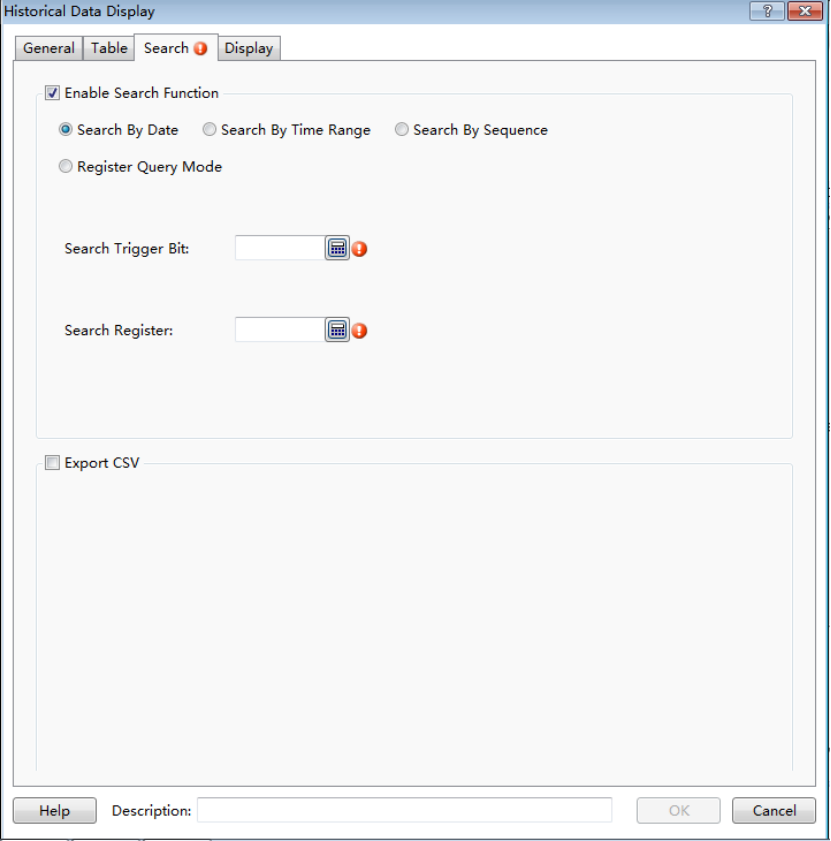 Historical Data Display
General Table Search Display
Enable Search Function
Search By Date Search By Time Range Search By Sequence
Register Query Mode
Search Trigger Bit:
Search Register:
Export CSV
Help Description: OK Cancel